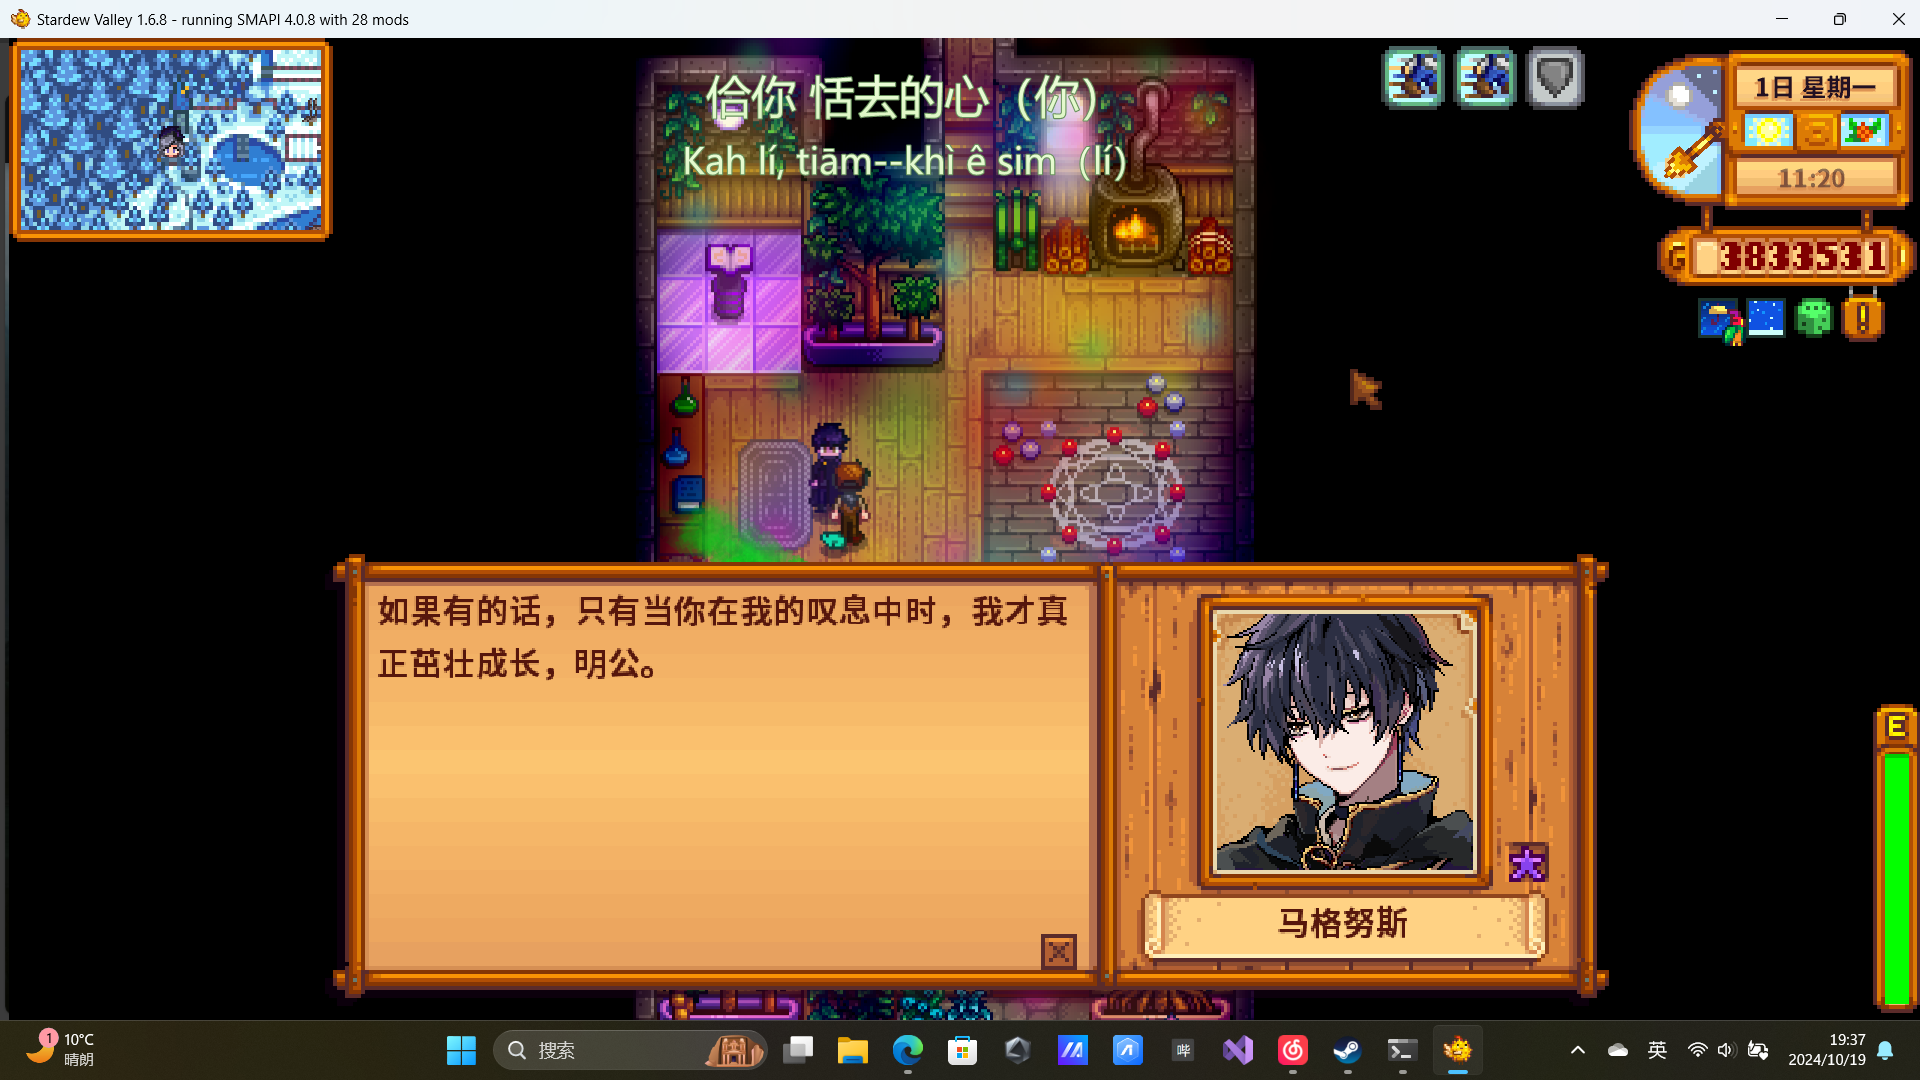 Stardew Valley 1.6.8 - running SMAPI 4.0.8 with 28 mods
佮你 恬去的心（你）
Kah lí, tiām--khì ê sim（lí）
1日 星期一
11:20
G 3833531
如果有的话，只有当你在我的叹息中时，我才真
正茁壮成长，明公。
马格努斯
E
1
10°C
晴朗
搜索
哔
英
19:37
2024/10/19